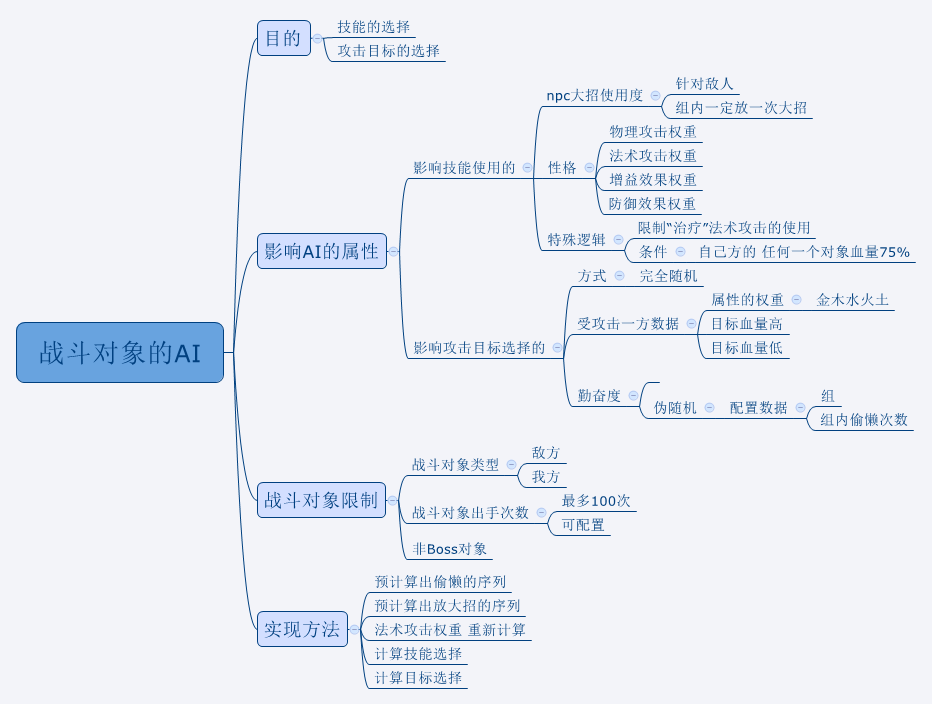 战斗对象的AI
目的
技能的选择
攻击目标的选择
影响AI的属性
影响技能使用的
npc大招使用度
针对敌人
组内一定放一次大招
性格
物理攻击权重
法术攻击权重
增益效果权重
防御效果权重
特殊逻辑
限制“治疗”法术攻击的使用
条件
自己方的 任何一个对象血量75%
影响攻击目标选择的
方式
完全随机
受攻击一方数据
属性的权重
金木水火土
目标血量高
目标血量低
勤奋度
伪随机
配置数据
组
组内偷懒次数
战斗对象限制
战斗对象类型
敌方
我方
战斗对象出手次数
最多100次
可配置
非Boss对象
实现方法
预计算出偷懒的序列
预计算出放大招的序列
法术攻击权重 重新计算
计算技能选择
计算目标选择